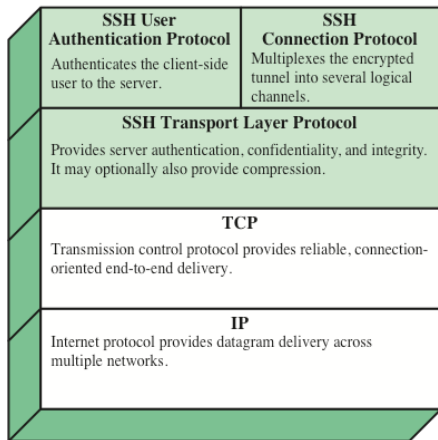 SSH User
Authentication Protocol
Authenticates the client-side
user to the server.
SSH
Connection Protocol
Multiplexes the encrypted
tunnel into several logical
channels.
SSH Transport Layer Protocol
Provides server authentication, confidentiality, and integrity.
It may optionally also provide compression.
TCP
Transmission control protocol provides reliable, connection-
oriented end-to-end delivery.
IP
Internet protocol provides datagram delivery across
multiple networks.